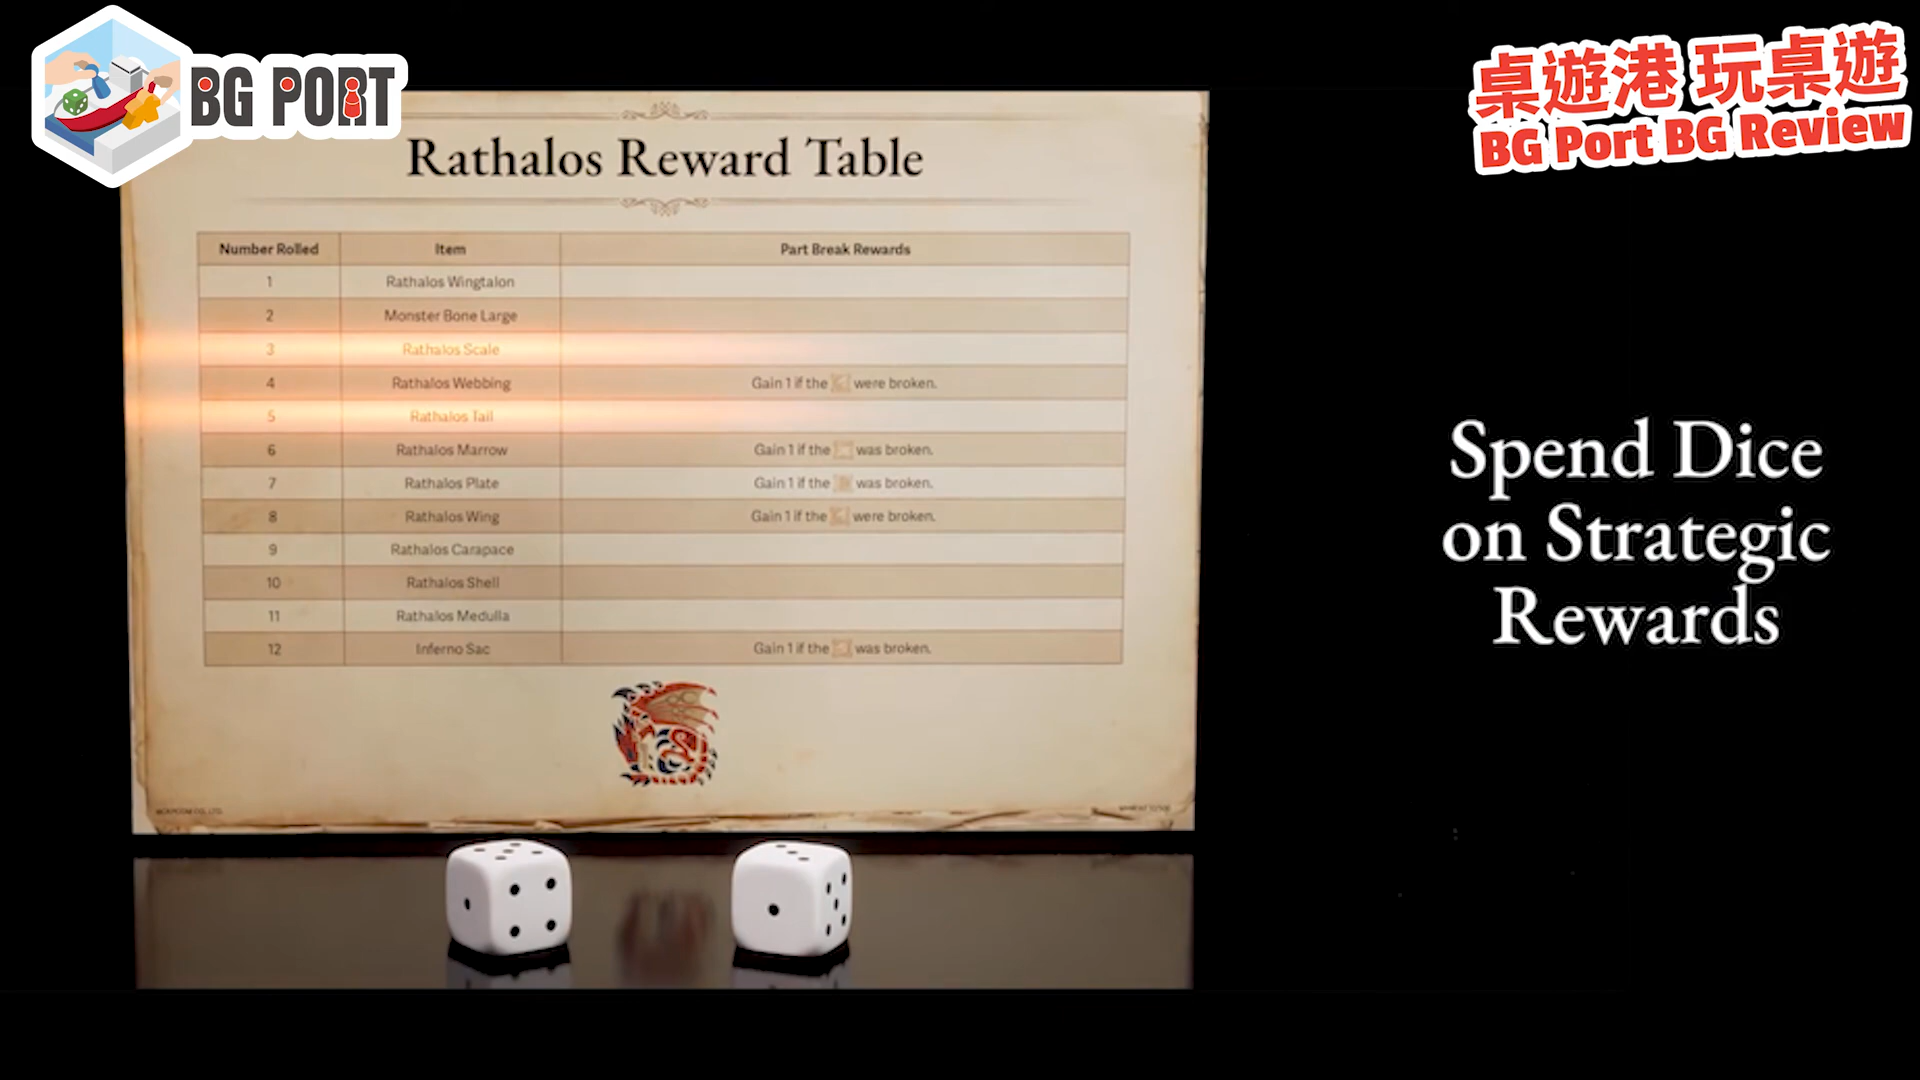 BG PORT
桌遊港 玩桌遊
BG Port BG Review
Rathalos Reward Table
Number Rolled Item Part Break Rewards
1 Rathalos Wingtalon
2 Monster Bone Large
3 Rathalos Scale
4 Rathalos Webbing Gain 1 if the were broken.
5 Rathalos Tail
6 Rathalos Marrow Gain 1 if the was broken.
7 Rathalos Plate Gain 1 if the was broken.
8 Rathalos Wing Gain 1 if the were broken.
9 Rathalos Carapace
10 Rathalos Shell
11 Rathalos Medulla
12 Inferno Sac Gain 1 if the was broken.
Spend Dice
on Strategic
Rewards